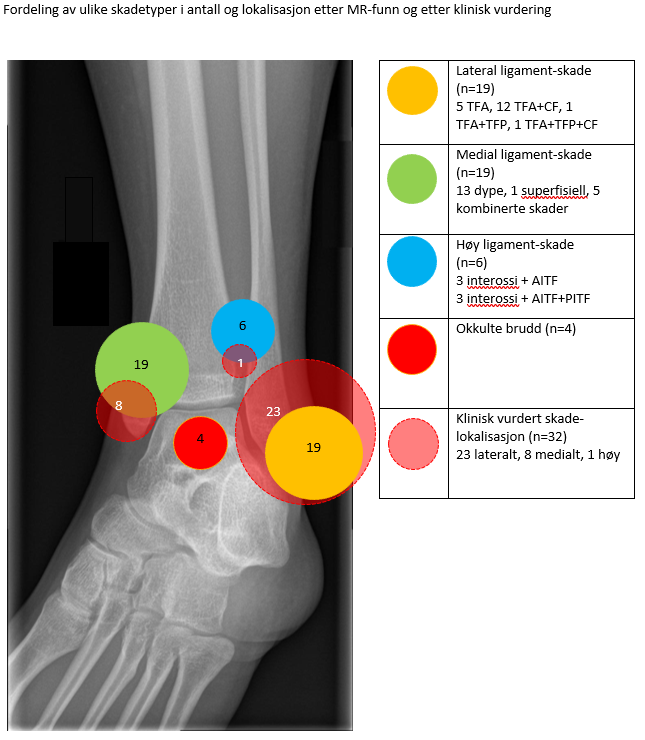 Fordeling av ulike skadetyper i antall og lokalisasjon etter MR-funn og etter klinisk vurdering
Lateral ligament-skade
(n=19)
5 TFA, 12 TFA+CF, 1
TFA+TFP, 1 TFA+TFP+CF
Medial ligament-skade
(n=19)
13 dype, 1 superfisiell, 5
kombinerte skader
Høy ligament-skade
(n=6)
3 interossi + AITF
3 interossi + AITF+PITF
Okkulte brudd (n=4)
Klinisk vurdert skade-
lokalisasjon (n=32)
23 lateralt, 8 medialt, 1 høy
6
1
19
8
23
4
19